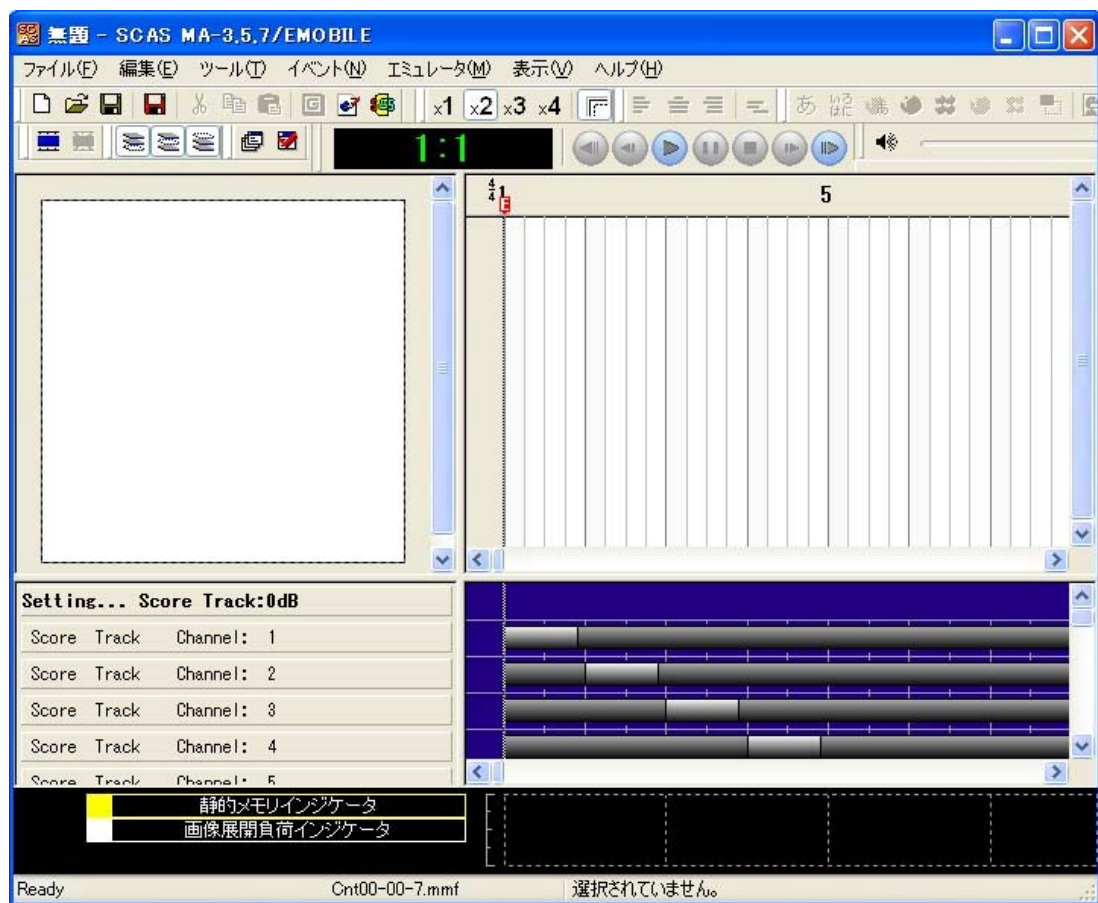 無題 - SCAS MA-3,5,7/EMOBILE
ファイル(F) 編集(E) ツール(T) イベント(N) エミュレータ(M) 表示(V) ヘルプ(H)
x1 x2 x3 x4 あ
1:1
4/4 1 E 5
Setting... Score Track:0dB
Score Track Channel: 1
Score Track Channel: 2
Score Track Channel: 3
Score Track Channel: 4
Score Track Channel: 5
静的メモリインジケータ
画像展開負荷インジケータ
Ready Cnt00-00-7.mmf 選択されていません。